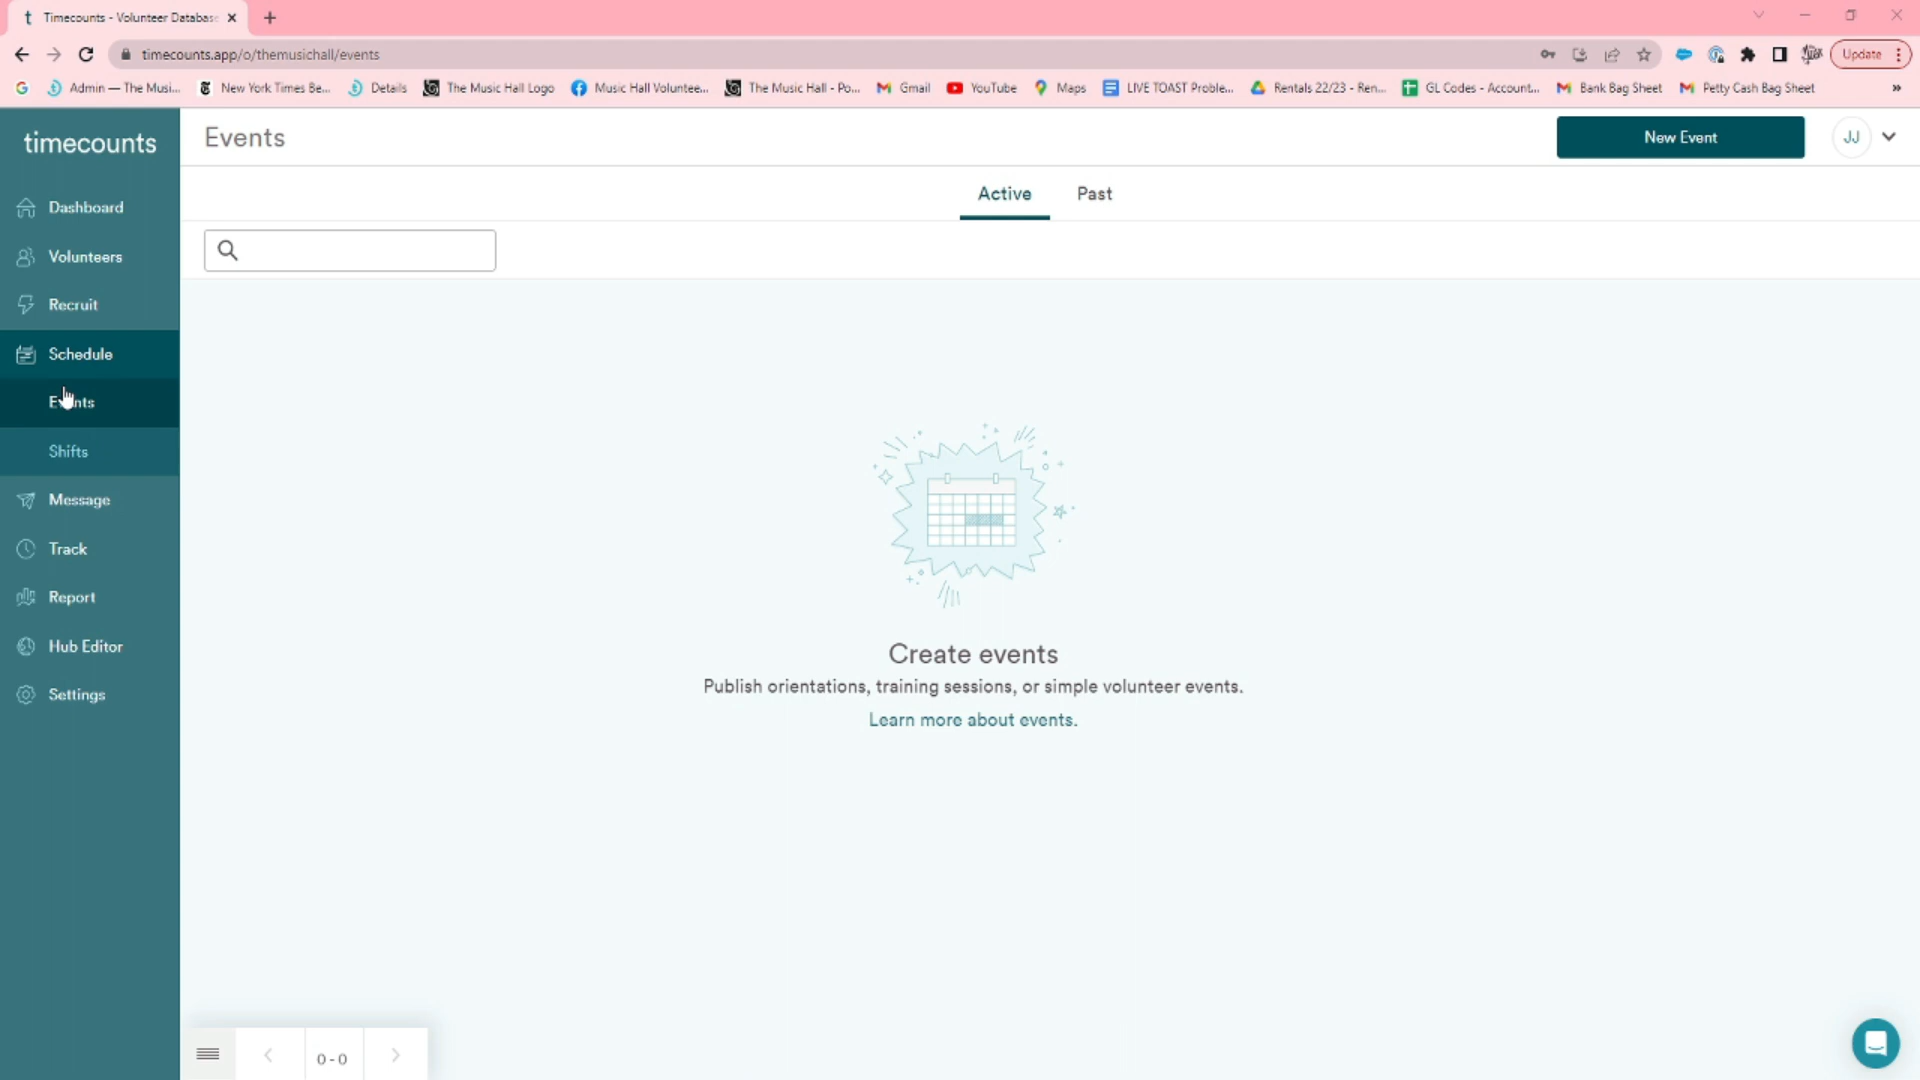 Timecounts - Volunteer Databas
timecounts.app/o/themusichall/events
Update
Admin — The Musi...
New York Times Be...
Details
The Music Hall Logo
Music Hall Voluntee...
The Music Hall - Po...
Gmail
YouTube
Maps
LIVE TOAST Proble...
Rentals 22/23 - Ren...
GL Codes - Account...
Bank Bag Sheet
Petty Cash Bag Sheet
»
timecounts
Events
New Event
JJ
Dashboard
Volunteers
Recruit
Schedule
Events
Shifts
Message
Track
Report
Hub Editor
Settings
Active
Past
Create events
Publish orientations, training sessions, or simple volunteer events.
Learn more about events.
0 - 0